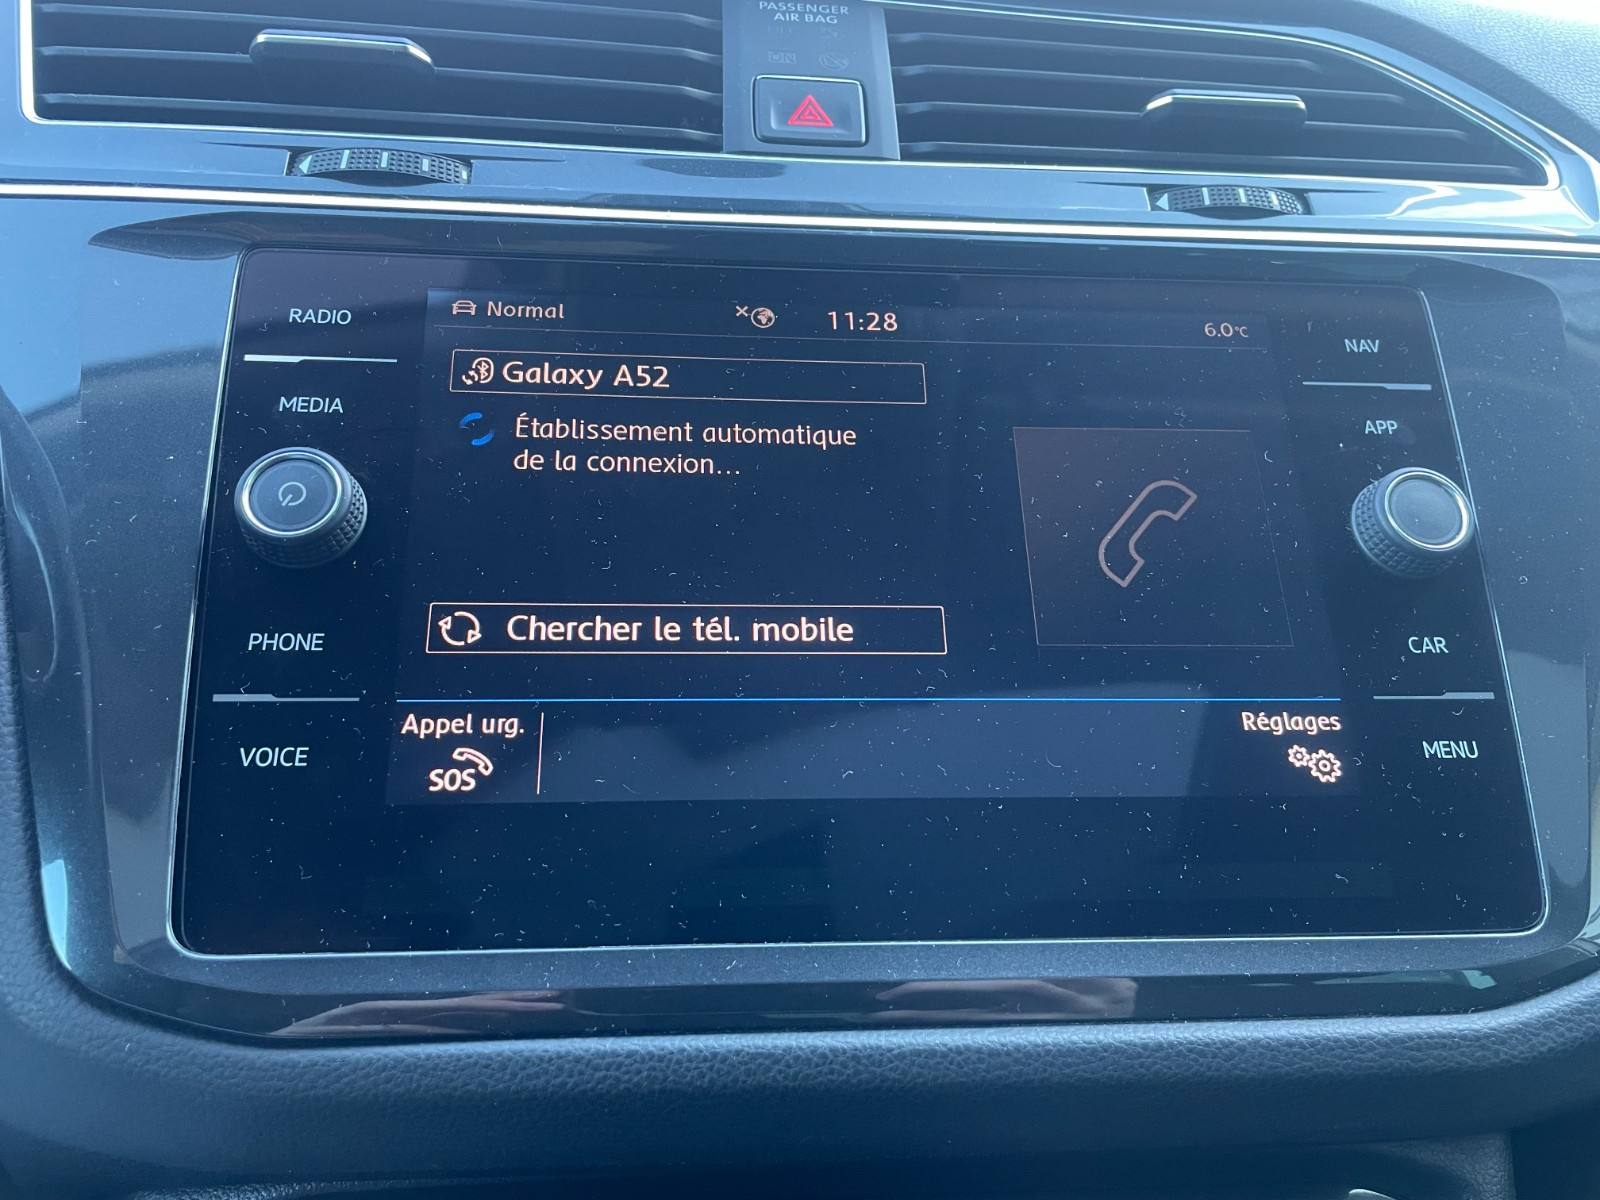 PASSENGER
AIR BAG
ON
RADIO
MEDIA
PHONE
VOICE
Normal
11:28
6.0°C
Galaxy A52
Établissement automatique
de la connexion...
Chercher le tél. mobile
Appel urg.
SOS
Réglages
NAV
APP
CAR
MENU